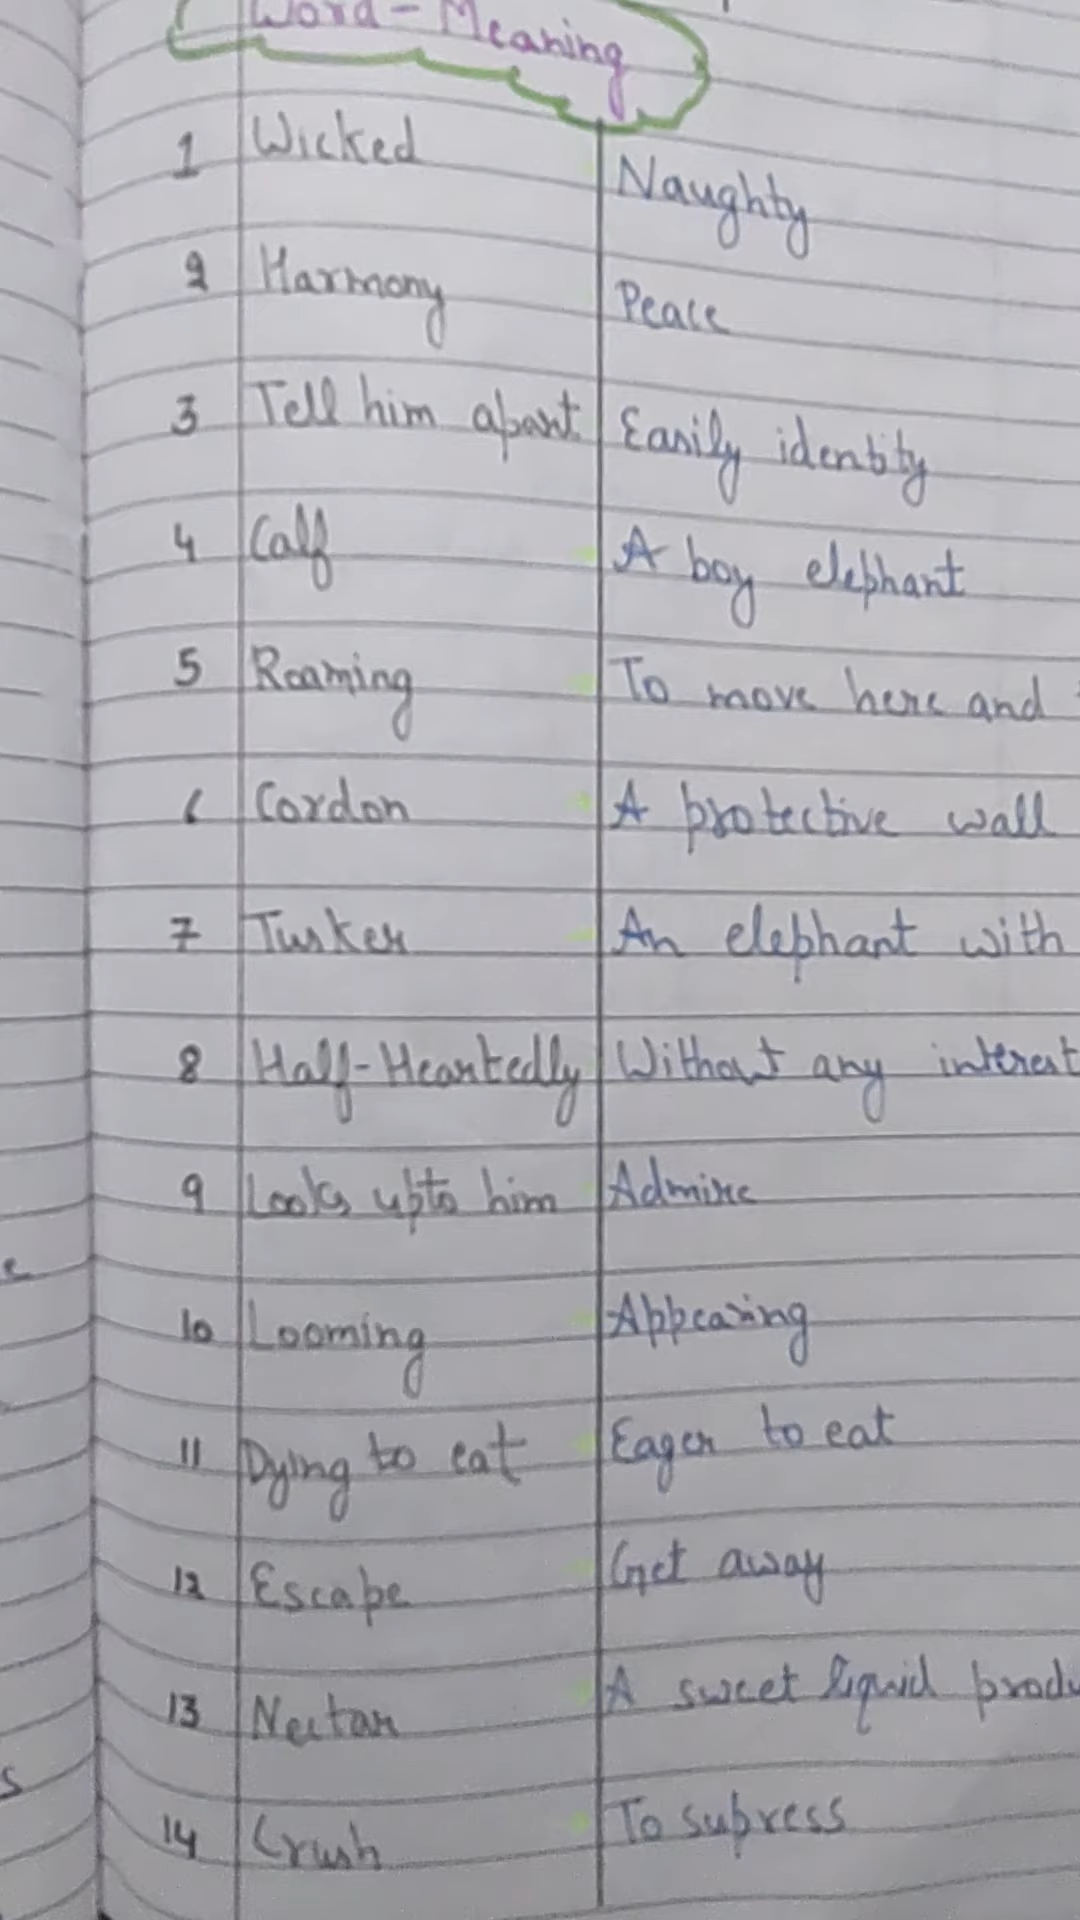 Word - Meaning
1 Wicked Naughty
2 Harmony Peace
3 Tell him apart Easily identity
4 Calf A boy elephant
5 Roaming To move here and
6 Cordon A protective wall
7 Tusker An elephant with
8 Half-Heartedly Without any interest
9 Looks upto him Admire
10 Looming Appearing
11 Dying to eat Eager to eat
12 Escape Get away
13 Nectar A sweet liquid produ
14 Crush To supress